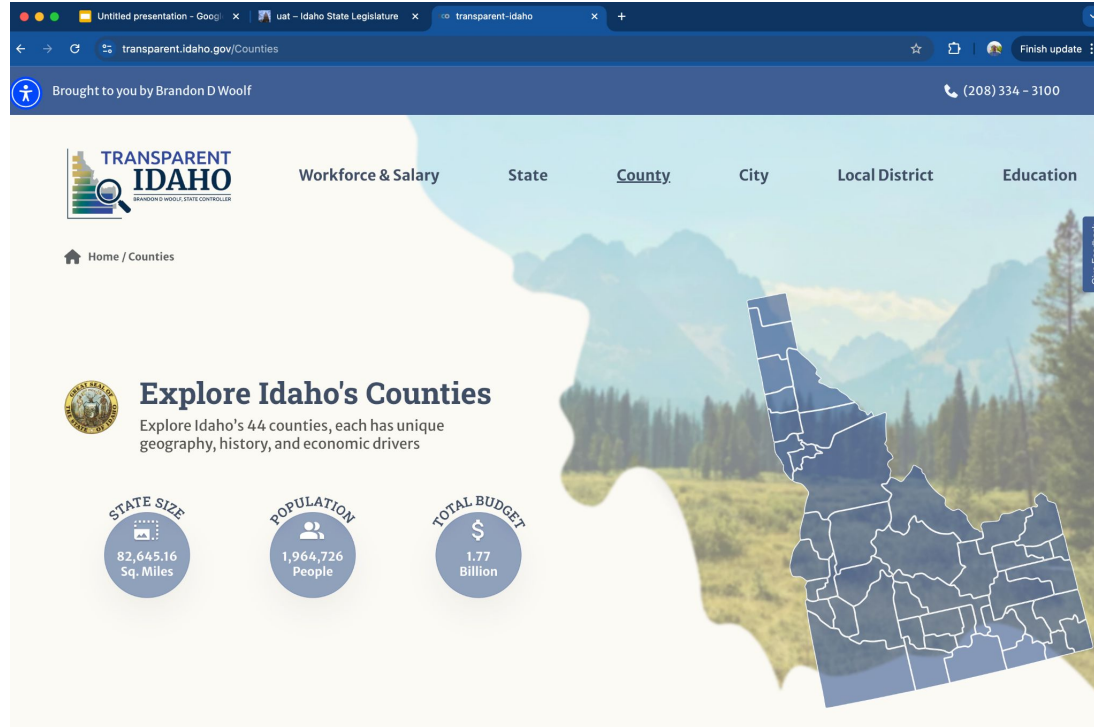 Untitled presentation - Goog
uat – Idaho State Legislature
transparent-idaho
transparent.idaho.gov/Counties
Finish update
Brought to you by Brandon D Woolf
(208) 334 - 3100
TRANSPARENT
IDAHO
BRANDON D WOOLF, STATE CONTROLLER
Workforce & Salary
State
County
City
Local District
Education
Home / Counties
Explore Idaho's Counties
Explore Idaho's 44 counties, each has unique
geography, history, and economic drivers
STATE SIZE
82,645.16
Sq. Miles
POPULATION
1,964,726
People
TOTAL BUDGET
$
1.77
Billion